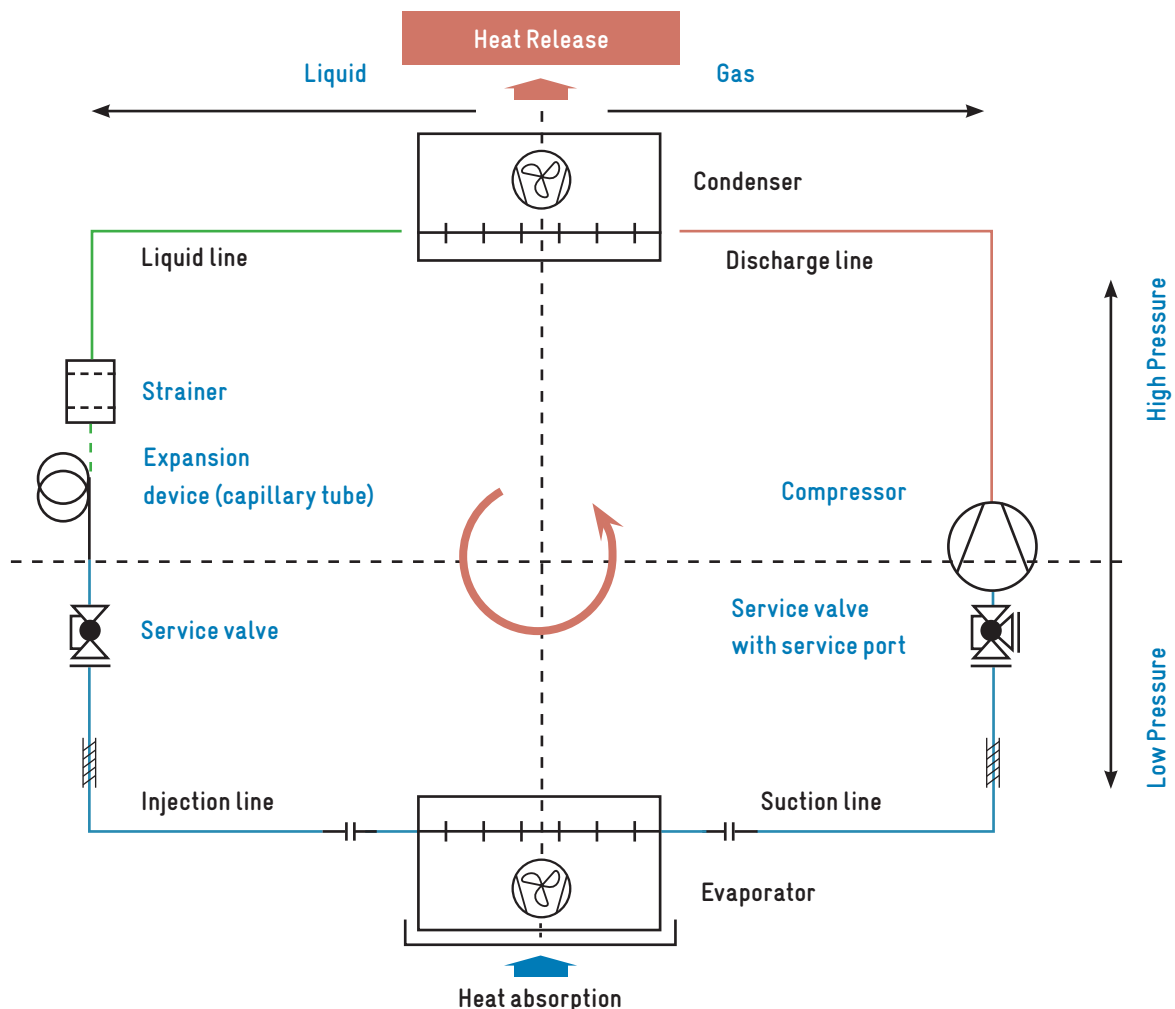 Heat Release
Liquid
Gas
Condenser
Liquid line
Discharge line
High Pressure
Strainer
Expansion
device (capillary tube)
Compressor
Service valve
Service valve
with service port
Low Pressure
Injection line
Suction line
Evaporator
Heat absorption